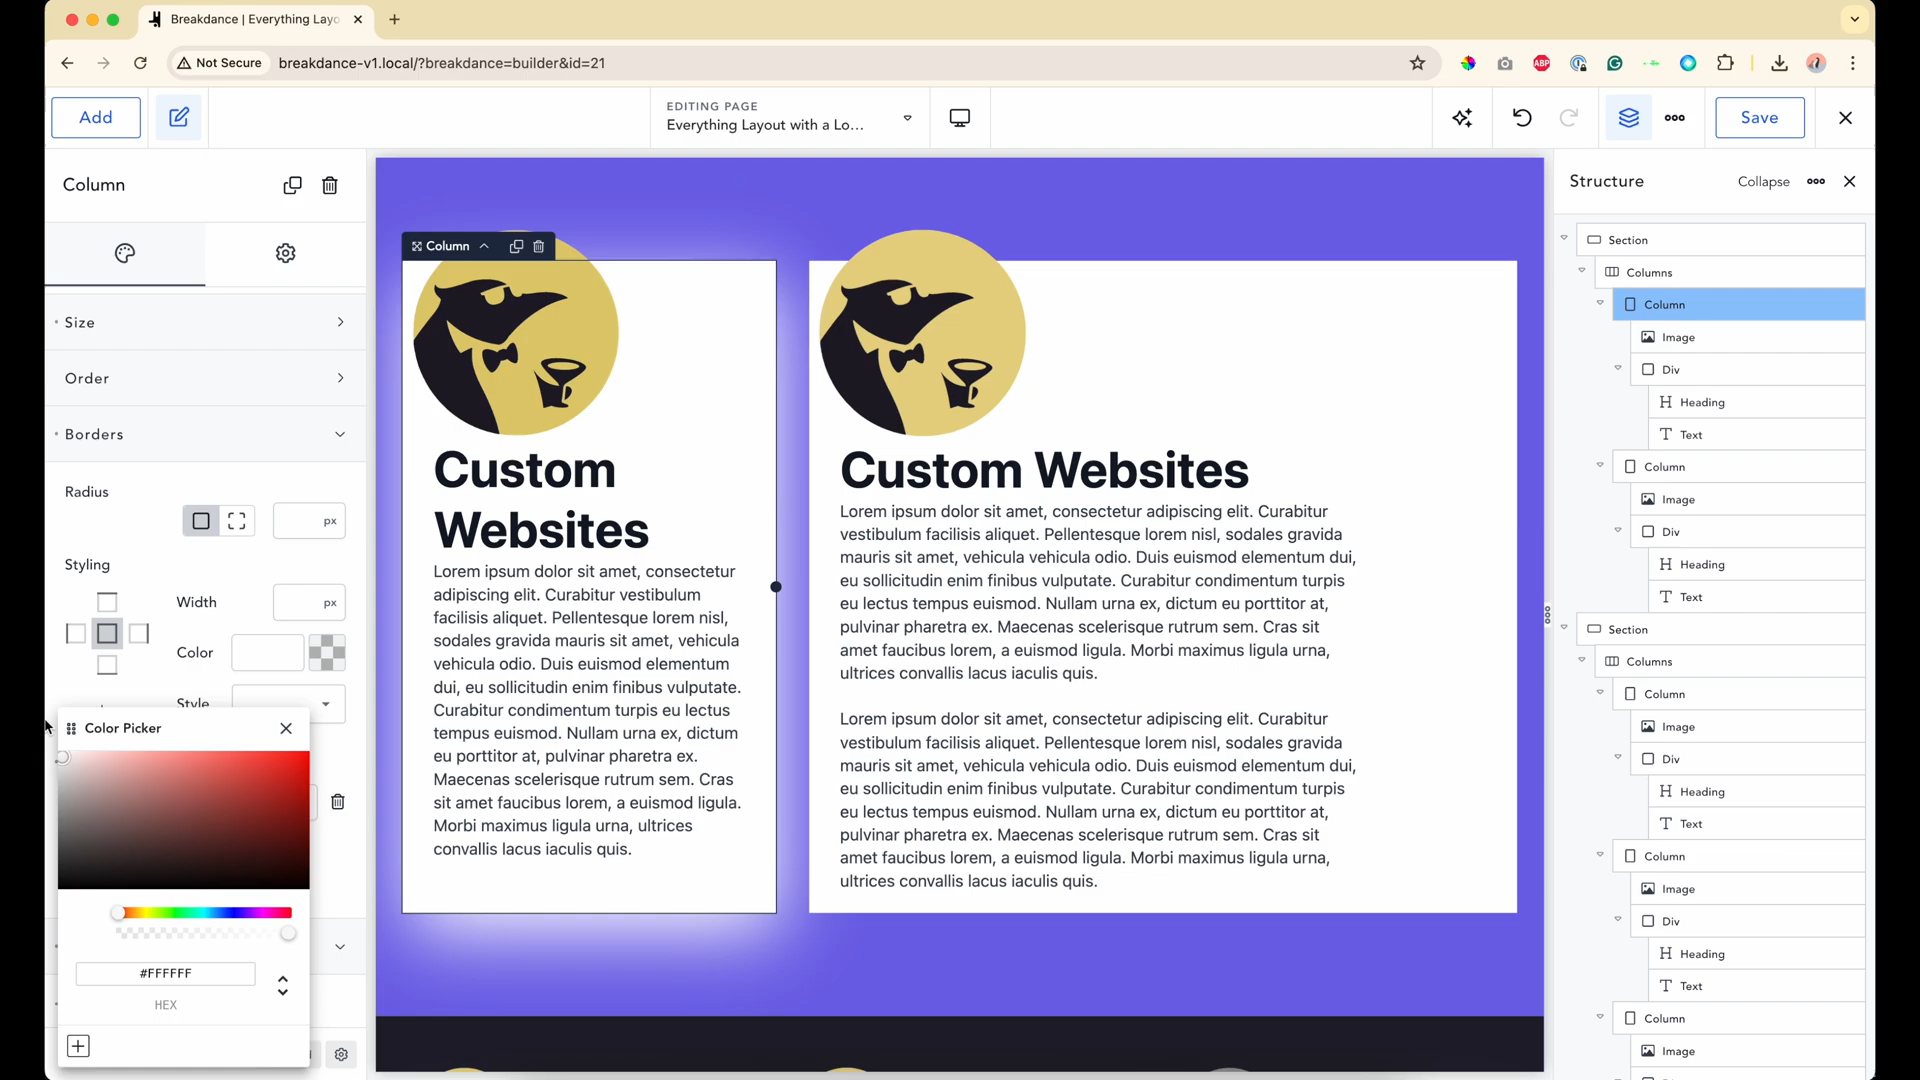 Breakdance | Everything Layo
Not Secure
breakdance-v1.local/?breakdance=builder&id=21
ABP
Add
EDITING PAGE
Everything Layout with a Lo...
Save
Column
Size
Order
Borders
Radius
px
Styling
Width
px
Color
Style
Color Picker
#FFFFFF
HEX
Column
Custom
Websites
Lorem ipsum dolor sit amet, consectetur
adipiscing elit. Curabitur vestibulum
facilisis aliquet. Pellentesque lorem nisl,
sodales gravida mauris sit amet, vehicula
vehicula odio. Duis euismod elementum
dui, eu sollicitudin enim finibus vulputate.
Curabitur condimentum turpis eu lectus
tempus euismod. Nullam urna ex, dictum
eu porttitor at, pulvinar pharetra ex.
Maecenas scelerisque rutrum sem. Cras
sit amet faucibus lorem, a euismod ligula.
Morbi maximus ligula urna, ultrices
convallis lacus iaculis quis.
Custom Websites
Lorem ipsum dolor sit amet, consectetur adipiscing elit. Curabitur
vestibulum facilisis aliquet. Pellentesque lorem nisl, sodales gravida
mauris sit amet, vehicula vehicula odio. Duis euismod elementum dui,
eu sollicitudin enim finibus vulputate. Curabitur condimentum turpis
eu lectus tempus euismod. Nullam urna ex, dictum eu porttitor at,
pulvinar pharetra ex. Maecenas scelerisque rutrum sem. Cras sit
amet faucibus lorem, a euismod ligula. Morbi maximus ligula urna,
ultrices convallis lacus iaculis quis.
Lorem ipsum dolor sit amet, consectetur adipiscing elit. Curabitur
vestibulum facilisis aliquet. Pellentesque lorem nisl, sodales gravida
mauris sit amet, vehicula vehicula odio. Duis euismod elementum dui,
eu sollicitudin enim finibus vulputate. Curabitur condimentum turpis
eu lectus tempus euismod. Nullam urna ex, dictum eu porttitor at,
pulvinar pharetra ex. Maecenas scelerisque rutrum sem. Cras sit
amet faucibus lorem, a euismod ligula. Morbi maximus ligula urna,
ultrices convallis lacus iaculis quis.
Structure
Collapse
Section
Columns
Column
Image
Div
Heading
Text
Column
Image
Div
Heading
Text
Section
Columns
Column
Image
Div
Heading
Text
Column
Image
Div
Heading
Text
Column
Image